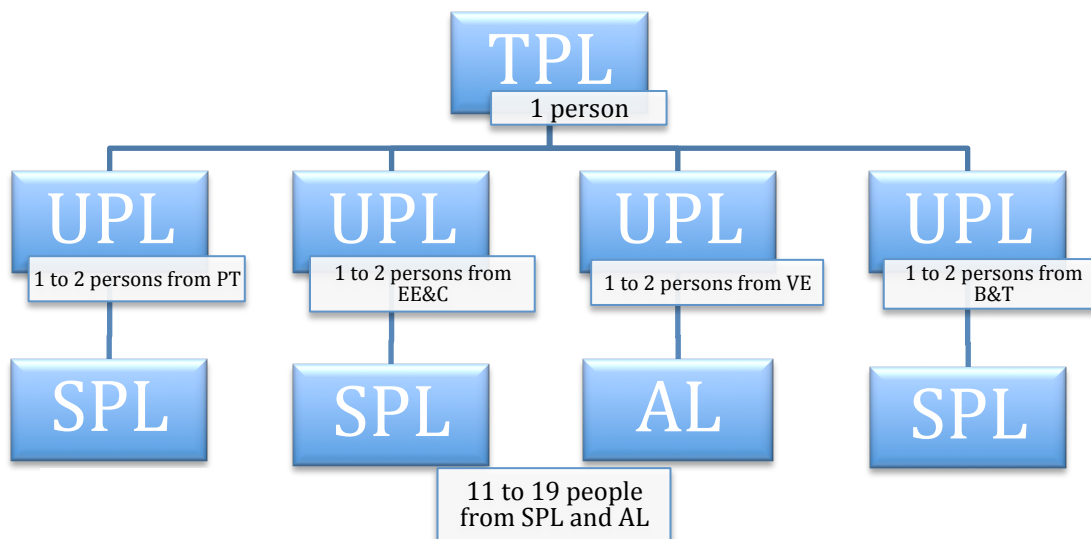 TPL
1 person
UPL
1 to 2 persons from PT
UPL
1 to 2 persons from
EE&C
UPL
1 to 2 persons from VE
UPL
1 to 2 persons from
B&T
SPL
SPL
AL
SPL
11 to 19 people
from SPL and AL